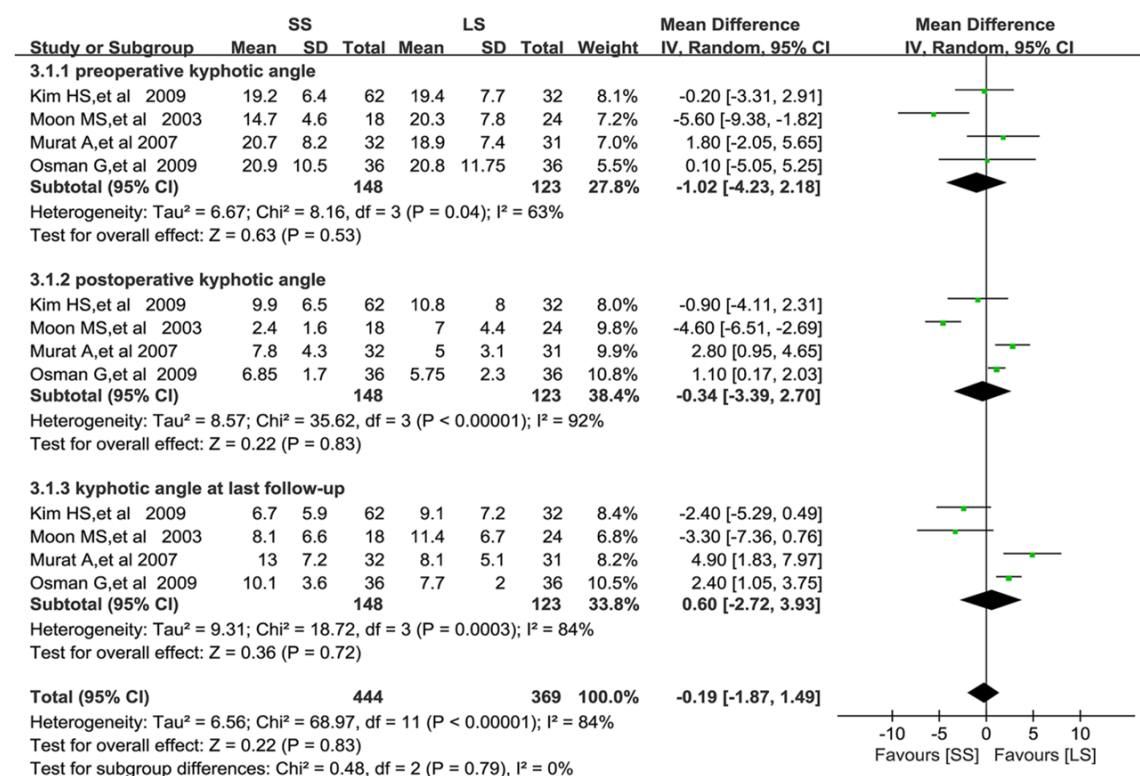 SS LS Mean Difference Mean Difference
Study or Subgroup Mean SD Total Mean SD Total Weight IV, Random, 95% CI IV, Random, 95% CI
3.1.1 preoperative kyphotic angle
Kim HS,et al 2009 19.2 6.4 62 19.4 7.7 32 8.1% -0.20 [-3.31, 2.91]
Moon MS,et al 2003 14.7 4.6 18 20.3 7.8 24 7.2% -5.60 [-9.38, -1.82]
Murat A,et al 2007 20.7 8.2 32 18.9 7.4 31 7.0% 1.80 [-2.05, 5.65]
Osman G,et al 2009 20.9 10.5 36 20.8 11.75 36 5.5% 0.10 [-5.05, 5.25]
Subtotal (95% CI) 148 123 27.8% -1.02 [-4.23, 2.18]
Heterogeneity: Tau² = 6.67; Chi² = 8.16, df = 3 (P = 0.04); I² = 63%
Test for overall effect: Z = 0.63 (P = 0.53)
3.1.2 postoperative kyphotic angle
Kim HS,et al 2009 9.9 6.5 62 10.8 8 32 8.0% -0.90 [-4.11, 2.31]
Moon MS,et al 2003 2.4 1.6 18 7 4.4 24 9.8% -4.60 [-6.51, -2.69]
Murat A,et al 2007 7.8 4.3 32 5 3.1 31 9.9% 2.80 [0.95, 4.65]
Osman G,et al 2009 6.85 1.7 36 5.75 2.3 36 10.8% 1.10 [0.17, 2.03]
Subtotal (95% CI) 148 123 38.4% -0.34 [-3.39, 2.70]
Heterogeneity: Tau² = 8.57; Chi² = 35.62, df = 3 (P < 0.00001); I² = 92%
Test for overall effect: Z = 0.22 (P = 0.83)
3.1.3 kyphotic angle at last follow-up
Kim HS,et al 2009 6.7 5.9 62 9.1 7.2 32 8.4% -2.40 [-5.29, 0.49]
Moon MS,et al 2003 8.1 6.6 18 11.4 6.7 24 6.8% -3.30 [-7.36, 0.76]
Murat A,et al 2007 13 7.2 32 8.1 5.1 31 8.2% 4.90 [1.83, 7.97]
Osman G,et al 2009 10.1 3.6 36 7.7 2 36 10.5% 2.40 [1.05, 3.75]
Subtotal (95% CI) 148 123 33.8% 0.60 [-2.72, 3.93]
Heterogeneity: Tau² = 9.31; Chi² = 18.72, df = 3 (P = 0.0003); I² = 84%
Test for overall effect: Z = 0.36 (P = 0.72)
Total (95% CI) 444 369 100.0% -0.19 [-1.87, 1.49]
Heterogeneity: Tau² = 6.56; Chi² = 68.97, df = 11 (P < 0.00001); I² = 84%
Test for overall effect: Z = 0.22 (P = 0.83)
Test for subgroup differences: Chi² = 0.48, df = 2 (P = 0.79), I² = 0%
-10 -5 0 5 10
Favours [SS] Favours [LS]